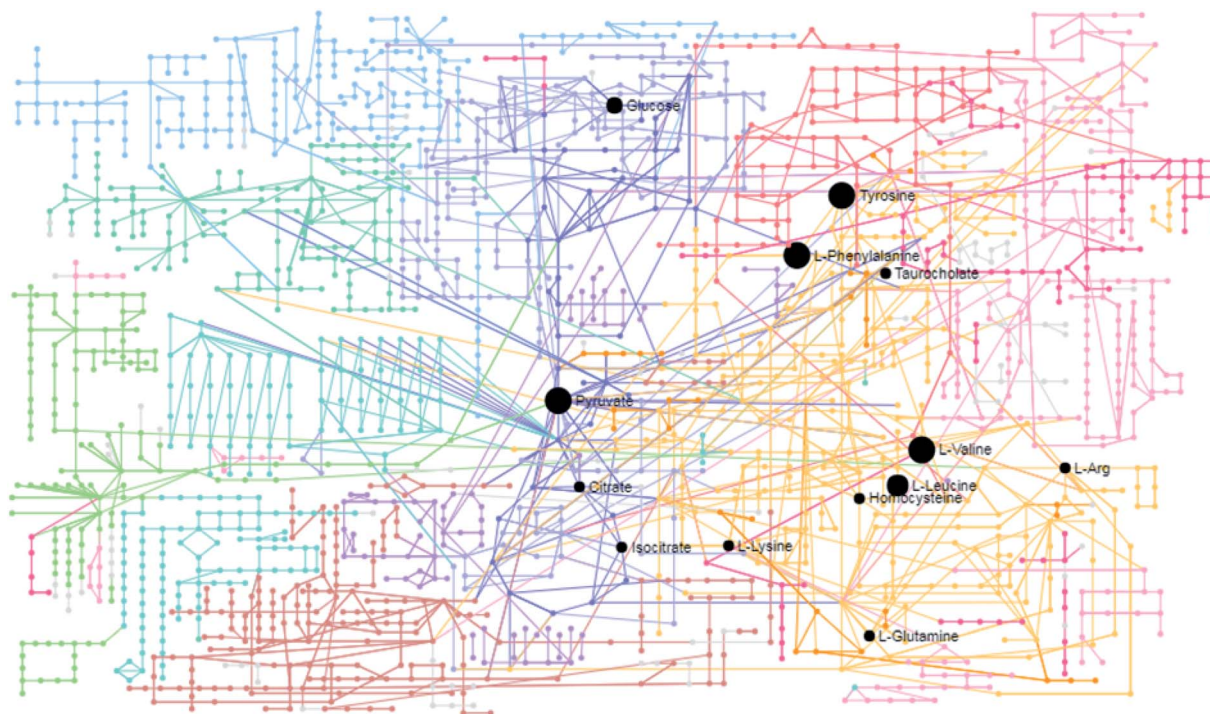 Glucose
Tyrosine
L-Phenylalanine
Taurocholate
Pyruvate
L-Valine
L-Arg
L-Leucine
Homocysteine
Citrate
Isocitrate
L-Lysine
L-Glutamine